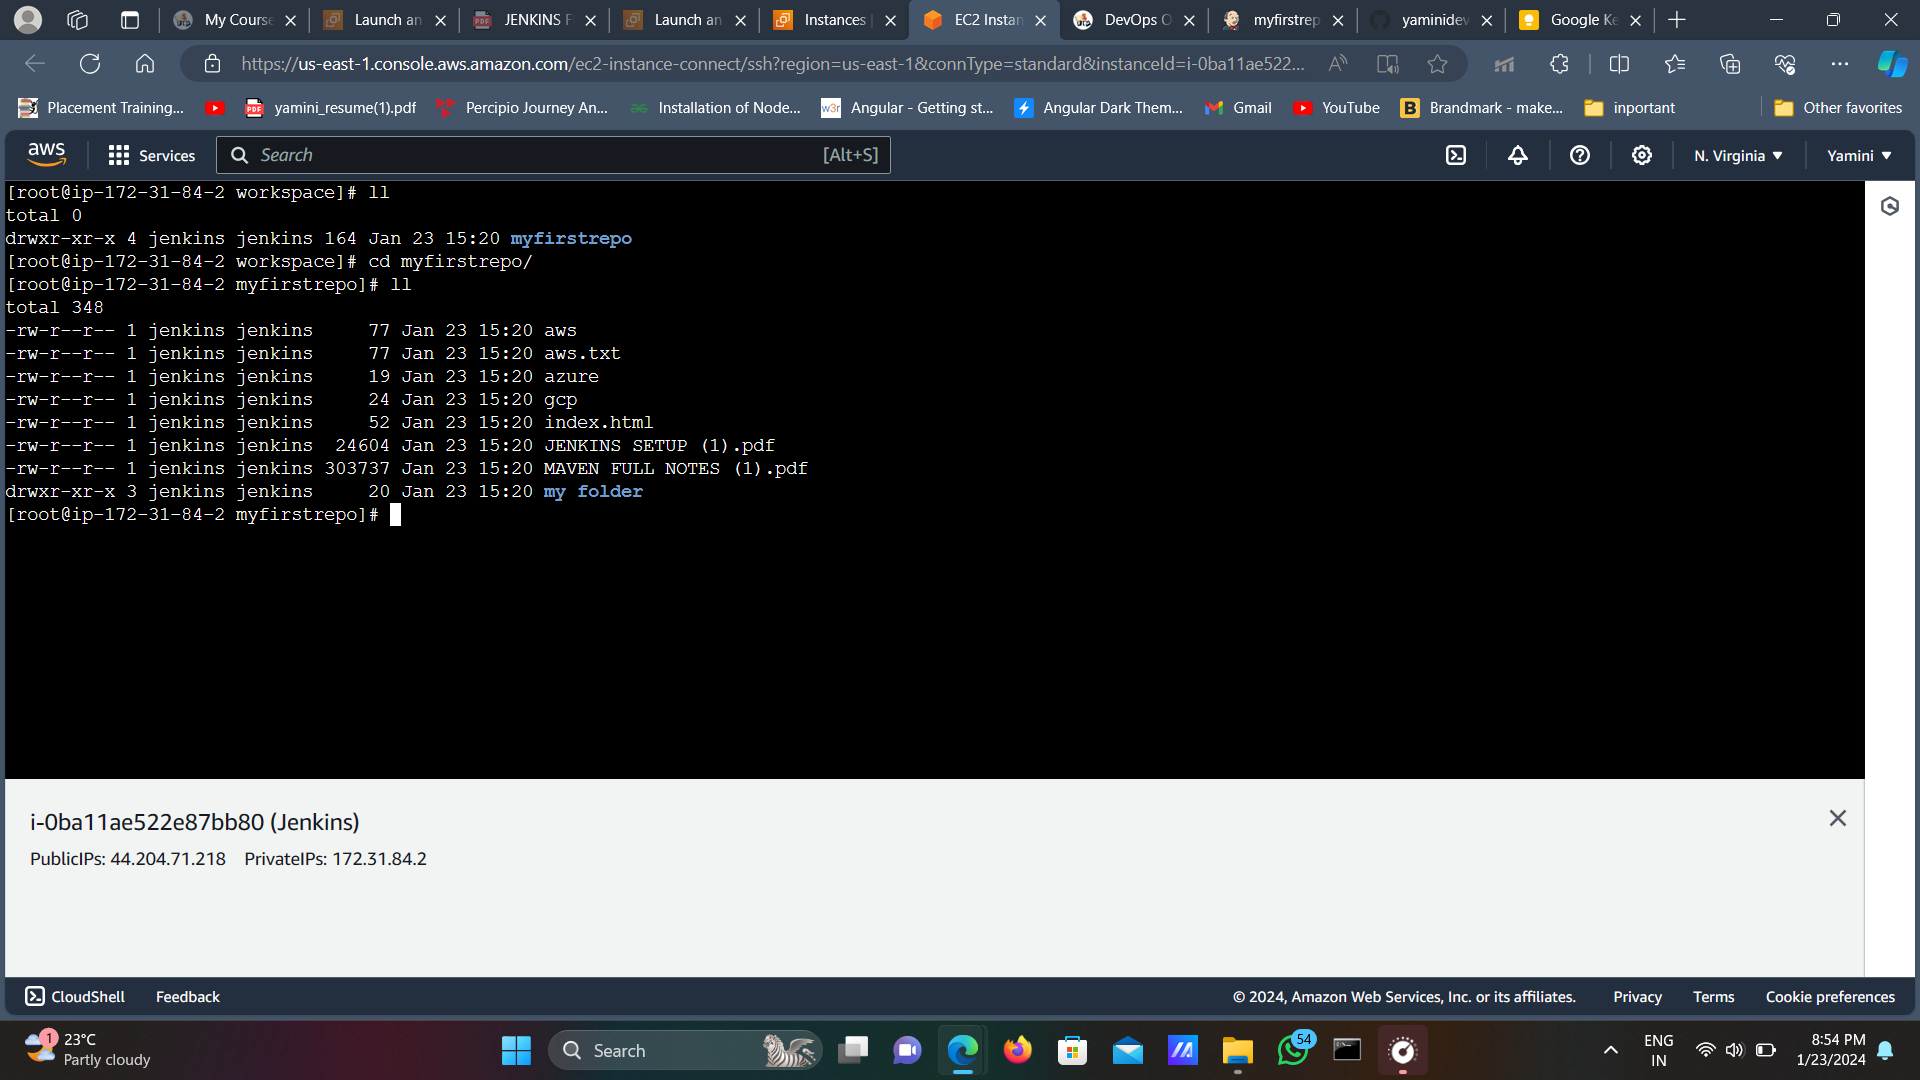 My Course
Launch an
JENKINS F
Launch an
Instances
EC2 Instan
DevOps O
myfirstrep
yaminidev
Google Ke
https://us-east-1.console.aws.amazon.com/ec2-instance-connect/ssh?region=us-east-1&connType=standard&instanceId=i-0ba11ae522...
Placement Training...
yamini_resume(1).pdf
Percipio Journey An...
Installation of Node...
Angular - Getting st...
Angular Dark Them...
Gmail
YouTube
Brandmark - make...
inportant
Other favorites
aws
Services
Search
[Alt+S]
N. Virginia
Yamini
[root@ip-172-31-84-2 workspace]# ll
total 0
drwxr-xr-x 4 jenkins jenkins 164 Jan 23 15:20 myfirstrepo
[root@ip-172-31-84-2 workspace]# cd myfirstrepo/
[root@ip-172-31-84-2 myfirstrepo]# ll
total 348
-rw-r--r-- 1 jenkins jenkins     77 Jan 23 15:20 aws
-rw-r--r-- 1 jenkins jenkins     77 Jan 23 15:20 aws.txt
-rw-r--r-- 1 jenkins jenkins     19 Jan 23 15:20 azure
-rw-r--r-- 1 jenkins jenkins     24 Jan 23 15:20 gcp
-rw-r--r-- 1 jenkins jenkins     52 Jan 23 15:20 index.html
-rw-r--r-- 1 jenkins jenkins  24604 Jan 23 15:20 JENKINS SETUP (1).pdf
-rw-r--r-- 1 jenkins jenkins 303737 Jan 23 15:20 MAVEN FULL NOTES (1).pdf
drwxr-xr-x 3 jenkins jenkins     20 Jan 23 15:20 my folder
[root@ip-172-31-84-2 myfirstrepo]#
i-0ba11ae522e87bb80 (Jenkins)
PublicIPs: 44.204.71.218 PrivateIPs: 172.31.84.2
CloudShell
Feedback
© 2024, Amazon Web Services, Inc. or its affiliates.
Privacy
Terms
Cookie preferences
1
23°C
Partly cloudy
Search
54
ENG
IN
8:54 PM
1/23/2024